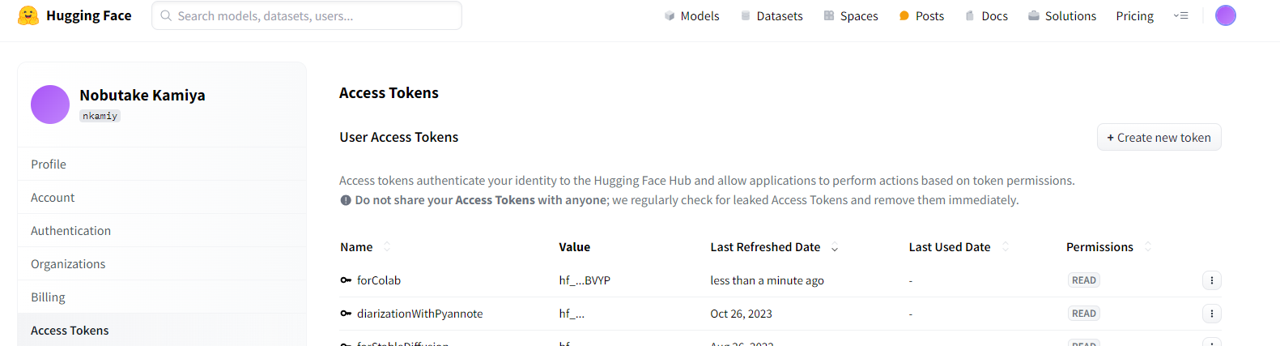 Hugging Face Search models, datasets, users... Models Datasets Spaces Posts Docs Solutions Pricing
Nobutake Kamiya
nkamiy
Profile
Account
Authentication
Organizations
Billing
Access Tokens
Access Tokens
User Access Tokens + Create new token
Access tokens authenticate your identity to the Hugging Face Hub and allow applications to perform actions based on token permissions.
Do not share your Access Tokens with anyone; we regularly check for leaked Access Tokens and remove them immediately.
Name Value Last Refreshed Date Last Used Date Permissions
forColab hf_...BVYP less than a minute ago - READ
diarizationWithPyannote hf_... Oct 26, 2023 - READ
forStableDiffusion hf